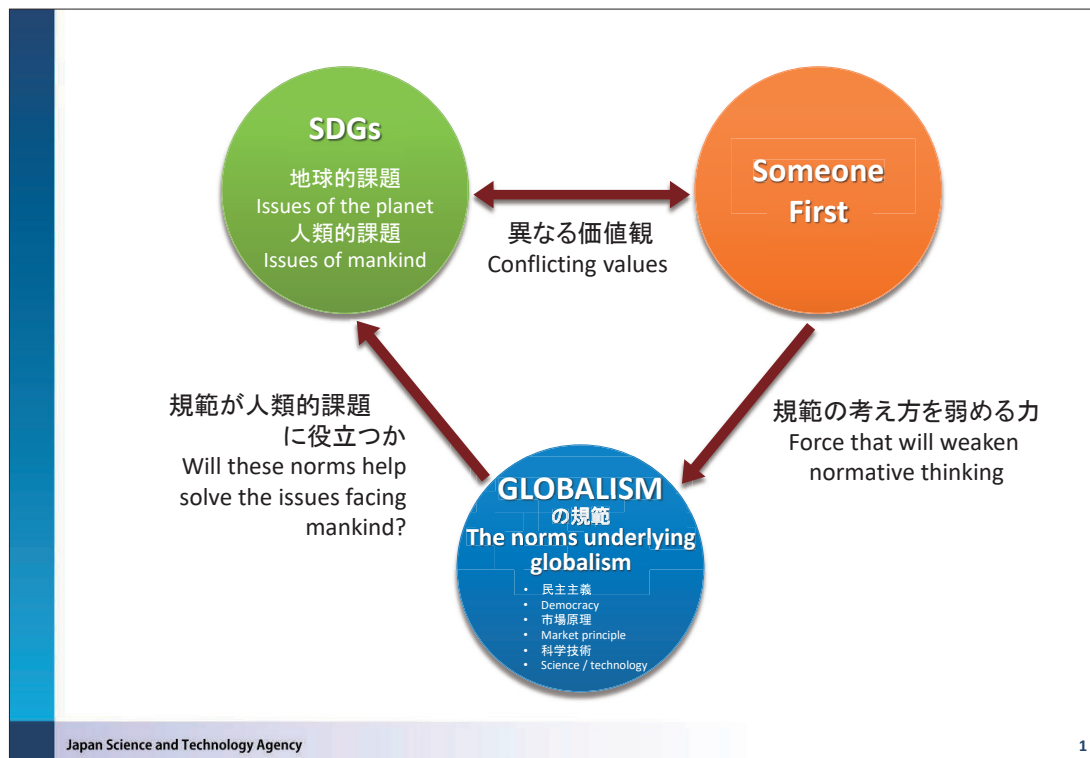 SDGs
地球的課題
Issues of the planet
人類的課題
Issues of mankind
異なる価値観
Conflicting values
Someone
First
規範が人類的課題
に役立つか
Will these norms help
solve the issues facing
mankind?
規範の考え方を弱める力
Force that will weaken
normative thinking
GLOBALISM
の規範
The norms underlying
globalism
• 民主主義
• Democracy
• 市場原理
• Market principle
• 科学技術
• Science / technology
Japan Science and Technology Agency
1